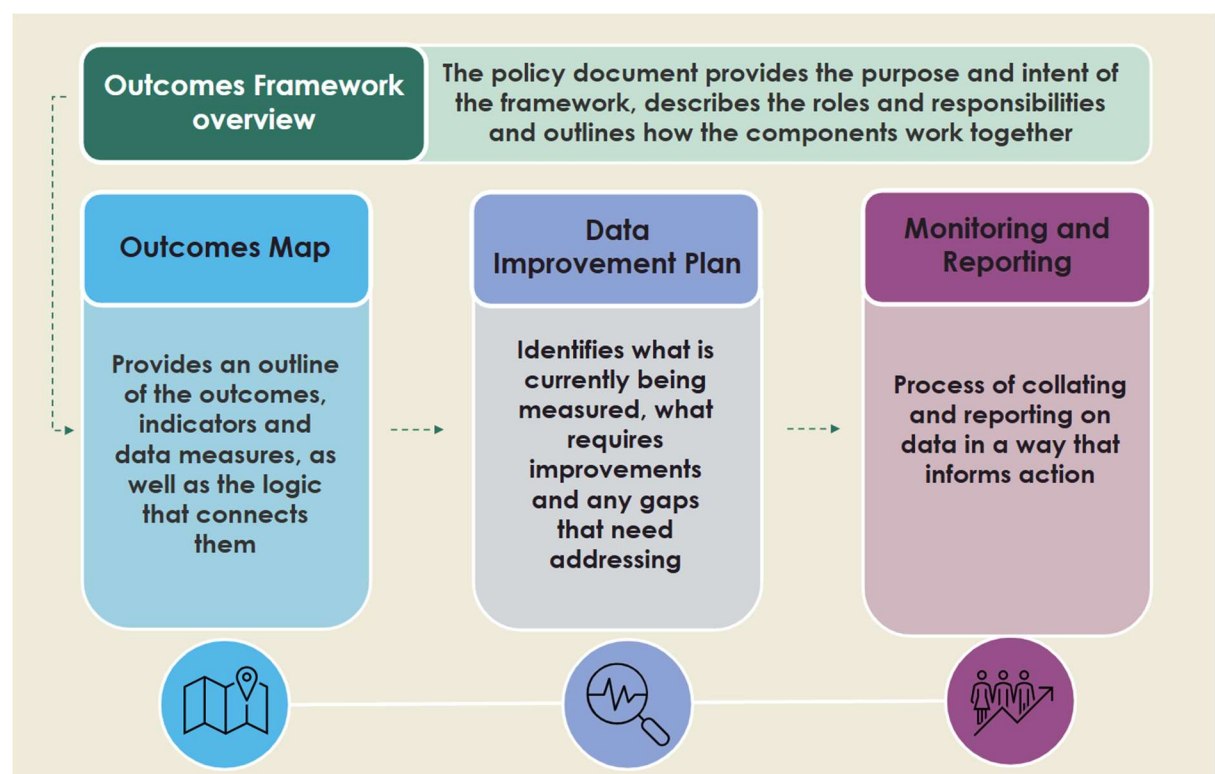 Outcomes Framework
overview
The policy document provides the purpose and intent of
the framework, describes the roles and responsibilities
and outlines how the components work together
Outcomes Map
Provides an outline
of the outcomes,
indicators and
data measures, as
well as the logic
that connects
them
Data
Improvement Plan
Identifies what is
currently being
measured, what
requires
improvements
and any gaps
that need
addressing
Monitoring and
Reporting
Process of collating
and reporting on
data in a way that
informs action